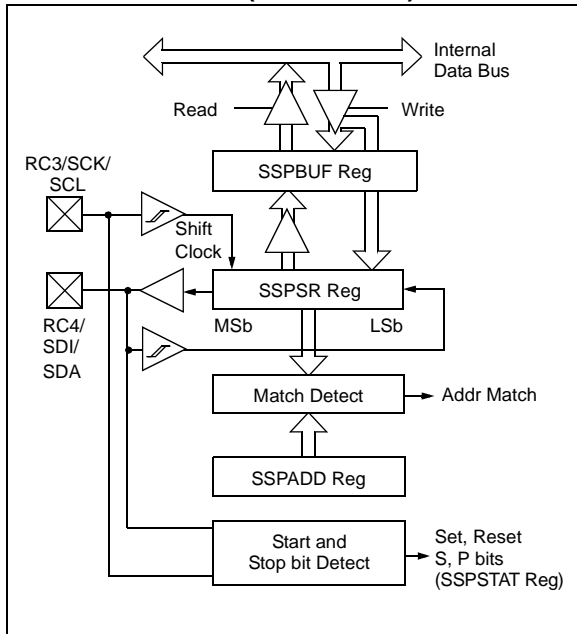 Internal
Data Bus
Read
Write
SSPBUF Reg
RC3/SCK/
SCL
Shift
Clock
SSPSR Reg
MSb
LSb
RC4/
SDI/
SDA
Match Detect
Addr Match
SSPADD Reg
Start and
Stop bit Detect
Set, Reset
S, P bits
(SSPSTAT Reg)